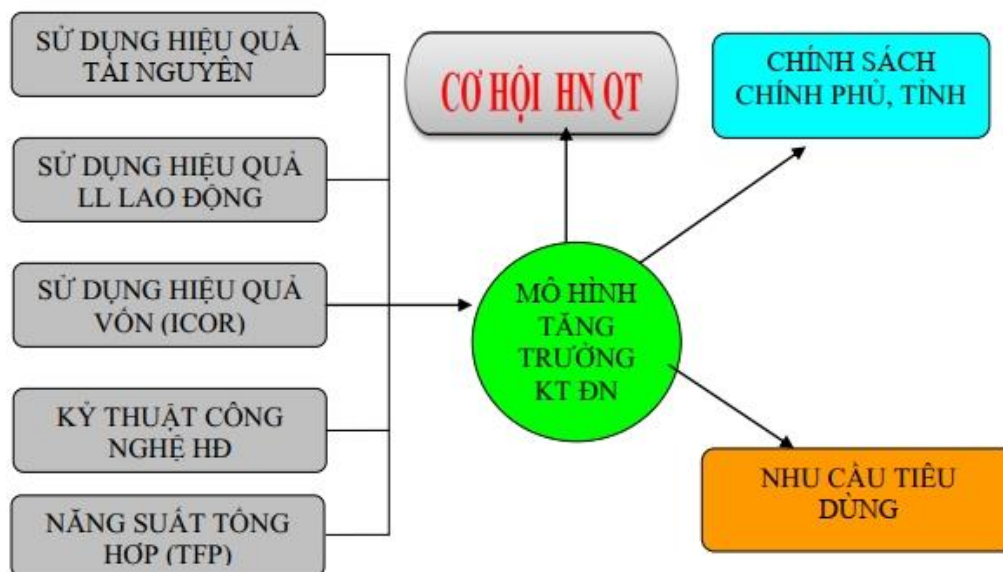 SỬ DỤNG HIỆU QUẢ
TÀI NGUYÊN
SỬ DỤNG HIỆU QUẢ
LL LAO ĐỘNG
SỬ DỤNG HIỆU QUẢ
VỐN (ICOR)
KỶ THUẬT CÔNG
NGHỆ HĐ
NĂNG SUẤT TỔNG
HỢP (TFP)
CƠ HỘI HN QT
CHÍNH SÁCH
CHÍNH PHỦ, TỈNH
MÔ HÌNH
TĂNG
TRƯỞNG
KT ĐN
NHU CẦU TIÊU
DÙNG